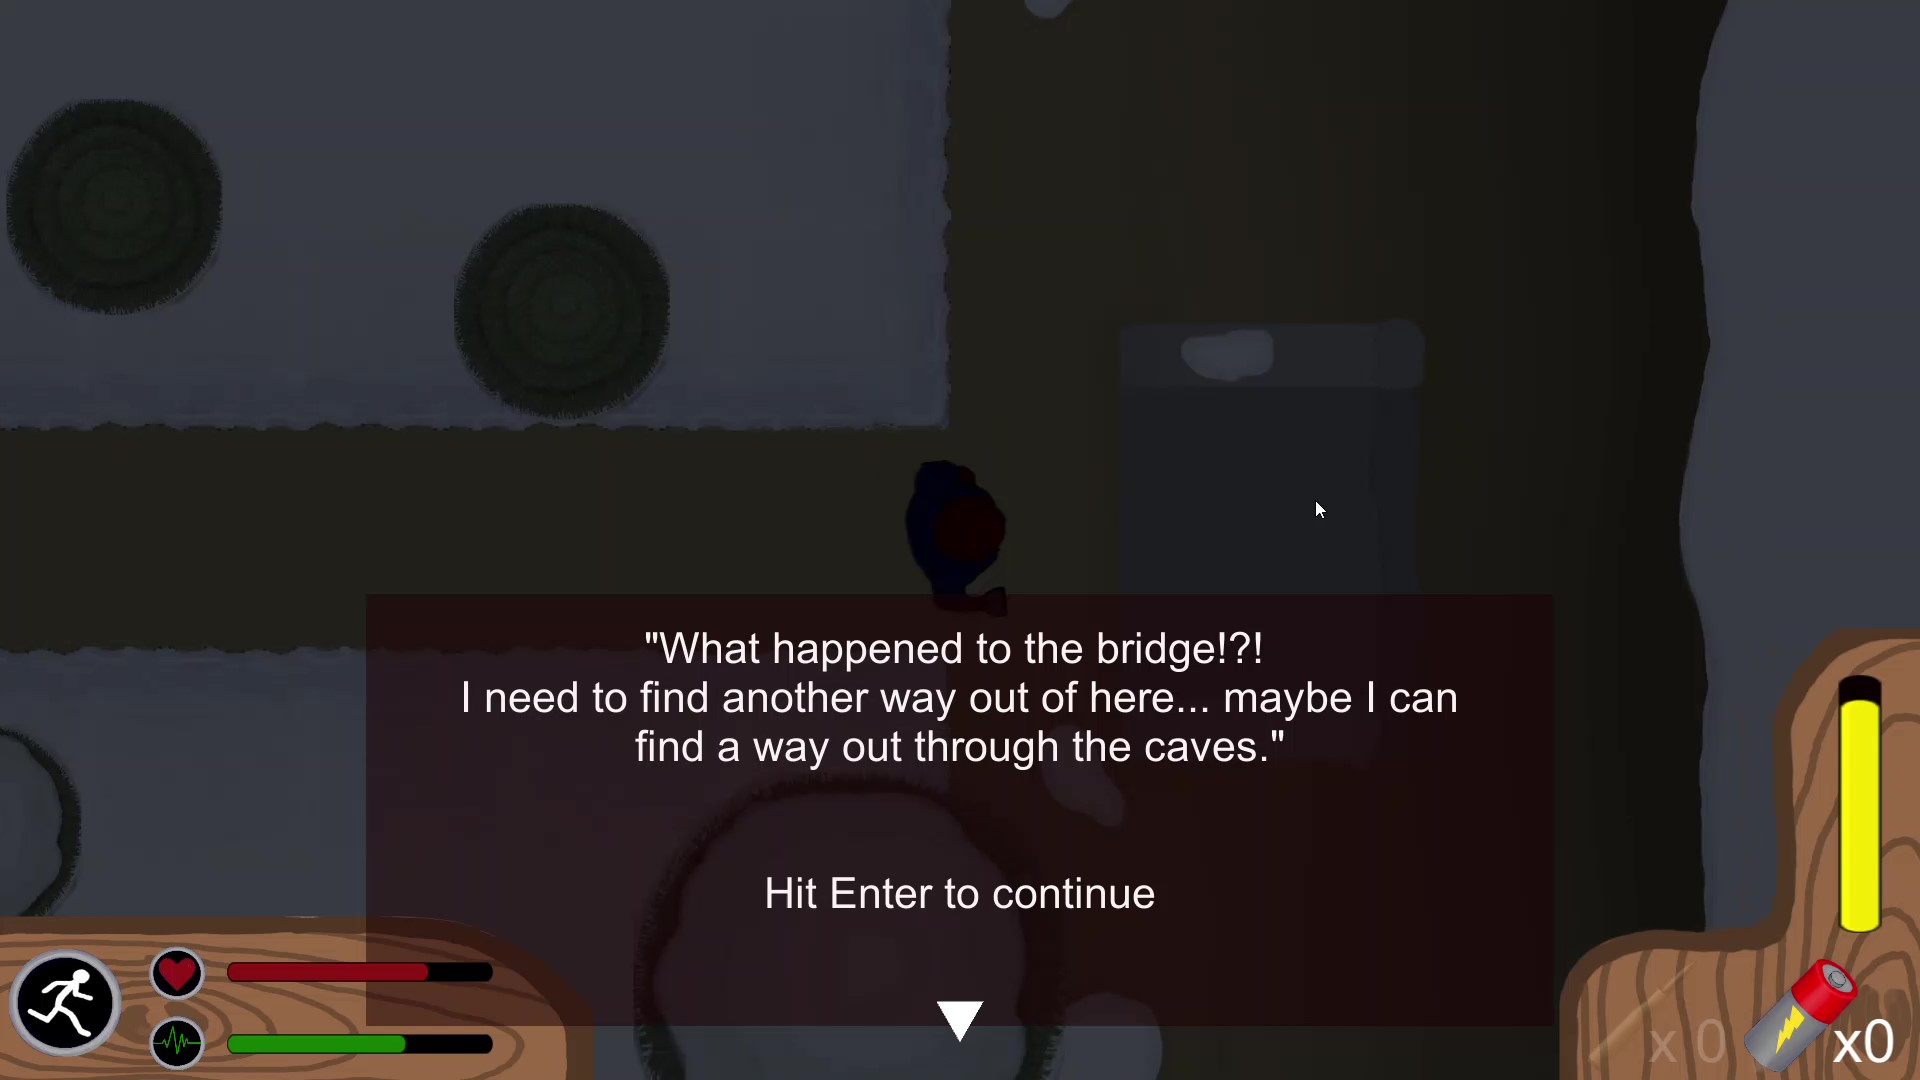 "What happened to the bridge!?!
I need to find another way out of here... maybe I can
find a way out through the caves."
Hit Enter to continue
x 0
x0